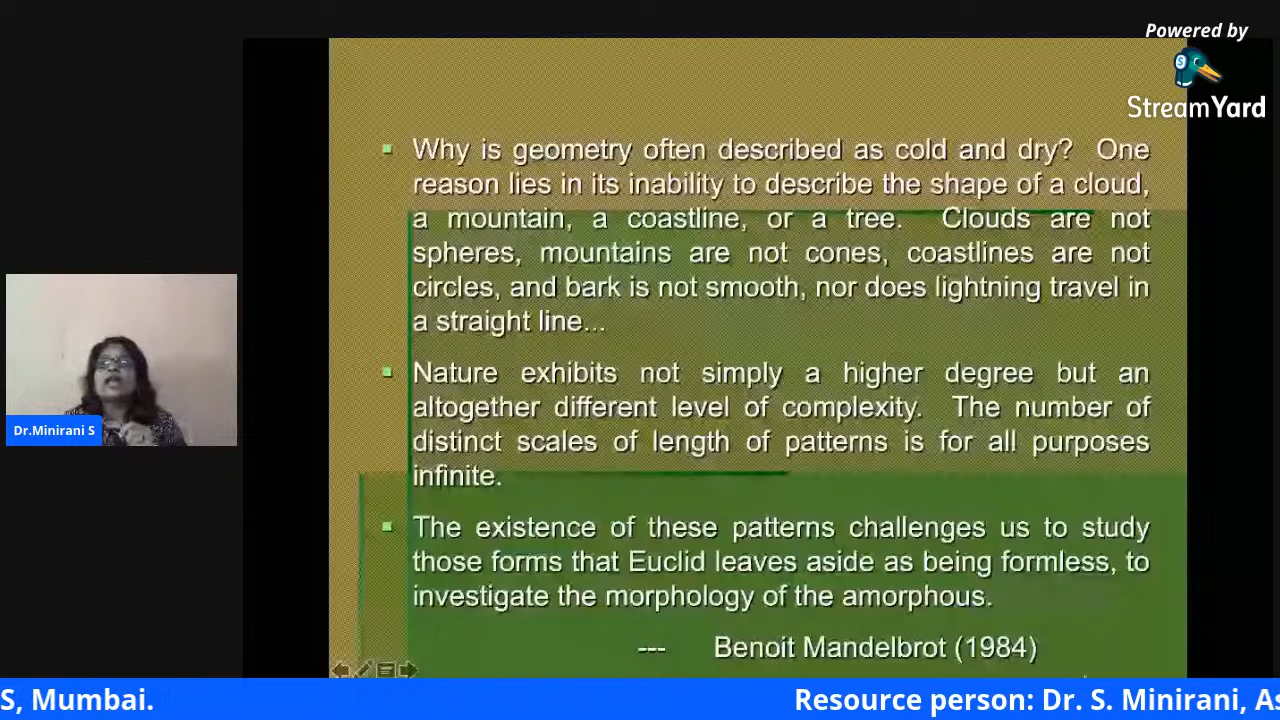 Powered by
StreamYard
Why is geometry often described as cold and dry? One
reason lies in its inability to describe the shape of a cloud,
a mountain, a coastline, or a tree. Clouds are not
spheres, mountains are not cones, coastlines are not
circles, and bark is not smooth, nor does lightning travel in
a straight line...
Nature exhibits not simply a higher degree but an
altogether different level of complexity. The number of
distinct scales of length of patterns is for all purposes
infinite.
The existence of these patterns challenges us to study
those forms that Euclid leaves aside as being formless, to
investigate the morphology of the amorphous.
--- Benoit Mandelbrot (1984)
Dr.Minirani S
S, Mumbai. Resource person: Dr. S. Minirani, As